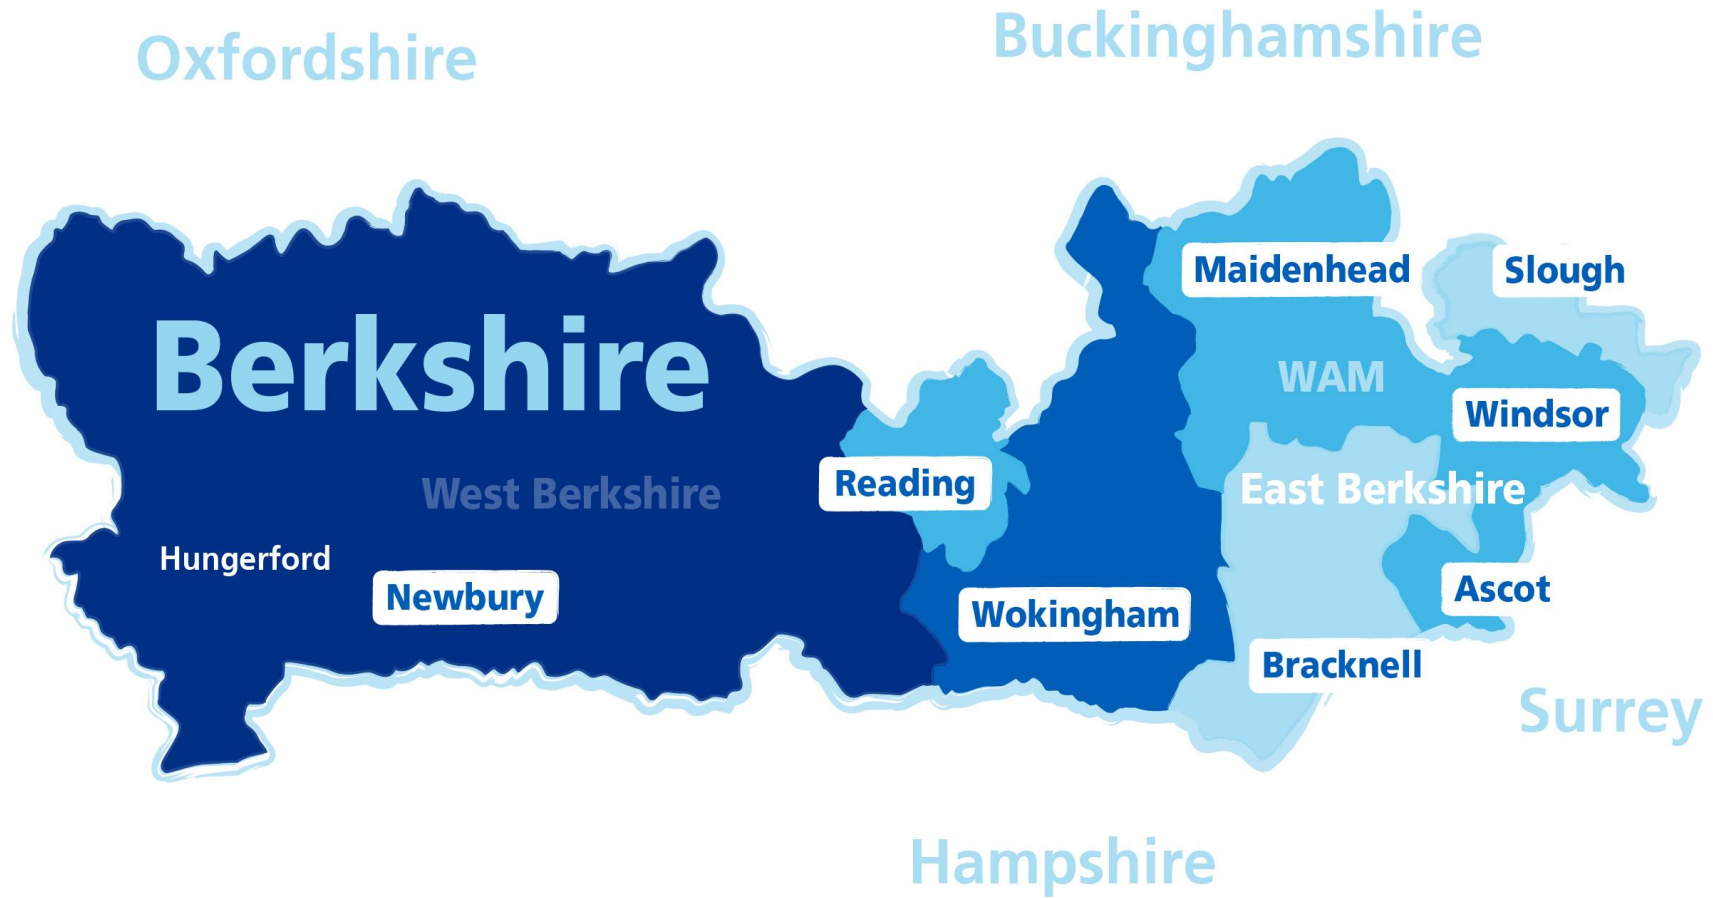 Oxfordshire
Buckinghamshire
Maidenhead
Slough
Berkshire
WAM
Windsor
West Berkshire
Reading
East Berkshire
Hungerford
Newbury
Wokingham
Ascot
Bracknell
Surrey
Hampshire